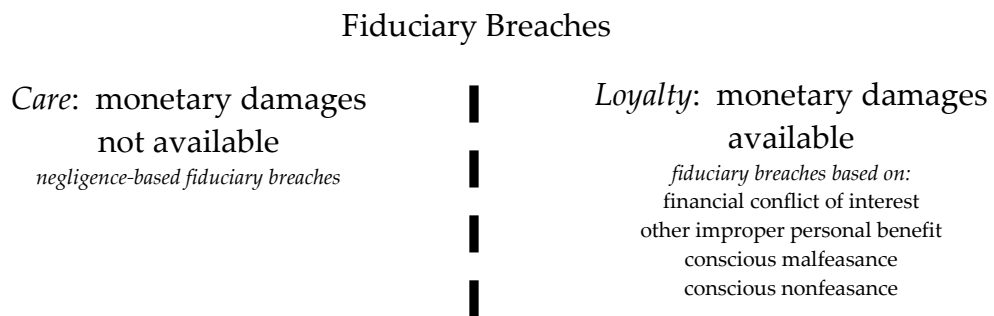 Fiduciary Breaches
Care: monetary damages
not available
negligence-based fiduciary breaches
Loyalty: monetary damages
available
fiduciary breaches based on:
financial conflict of interest
other improper personal benefit
conscious malfeasance
conscious nonfeasance